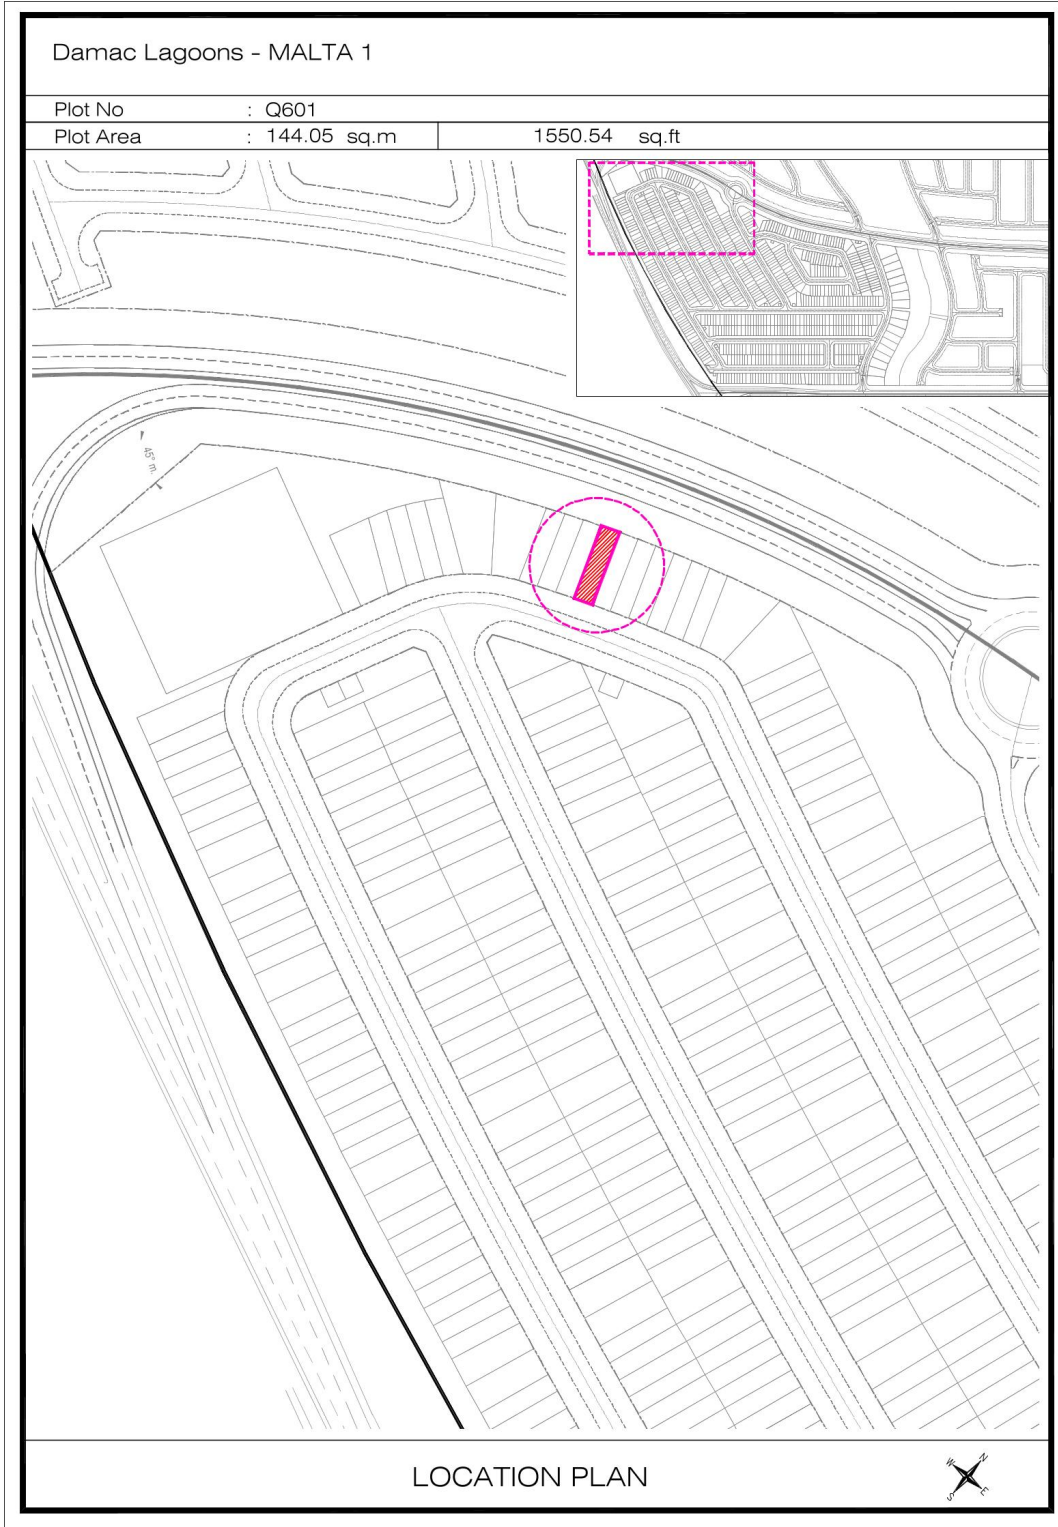 Damac Lagoons - MALTA 1
Plot No : Q601
Plot Area : 144.05 sq.m 1550.54 sq.ft
45° m.
LOCATION PLAN
N
W
E
S